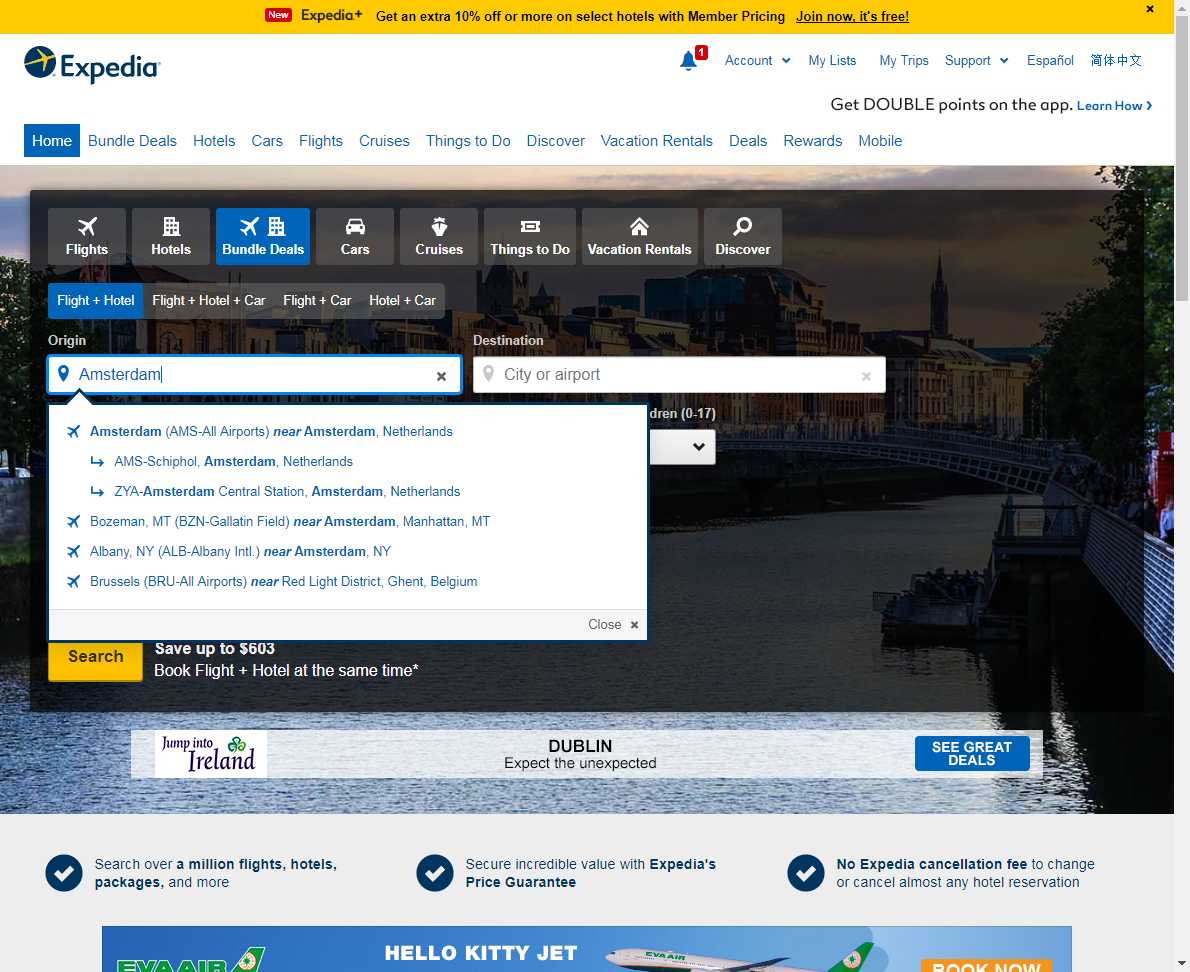 New Expedia+ Get an extra 10% off or more on select hotels with Member Pricing Join now, it's free!
Expedia
1
Account My Lists My Trips Support Español 简体中文
Get DOUBLE points on the app. Learn How
Home Bundle Deals Hotels Cars Flights Cruises Things to Do Discover Vacation Rentals Deals Rewards Mobile
Flights Hotels Bundle Deals Cars Cruises Things to Do Vacation Rentals Discover
Flight + Hotel Flight + Hotel + Car Flight + Car Hotel + Car
Origin Destination
Amsterdam City or airport
dren (0-17)
Amsterdam (AMS-All Airports) near Amsterdam, Netherlands
AMS-Schiphol, Amsterdam, Netherlands
ZYA-Amsterdam Central Station, Amsterdam, Netherlands
Bozeman, MT (BZN-Gallatin Field) near Amsterdam, Manhattan, MT
Albany, NY (ALB-Albany Intl.) near Amsterdam, NY
Brussels (BRU-All Airports) near Red Light District, Ghent, Belgium
Close
Search
Save up to $603
Book Flight + Hotel at the same time*
Jump into
Ireland
DUBLIN
Expect the unexpected
SEE GREAT
DEALS
Search over a million flights, hotels,
packages, and more
Secure incredible value with Expedia's
Price Guarantee
No Expedia cancellation fee to change
or cancel almost any hotel reservation
EVA AIR
HELLO KITTY JET
EVA AIR
BOOK NOW